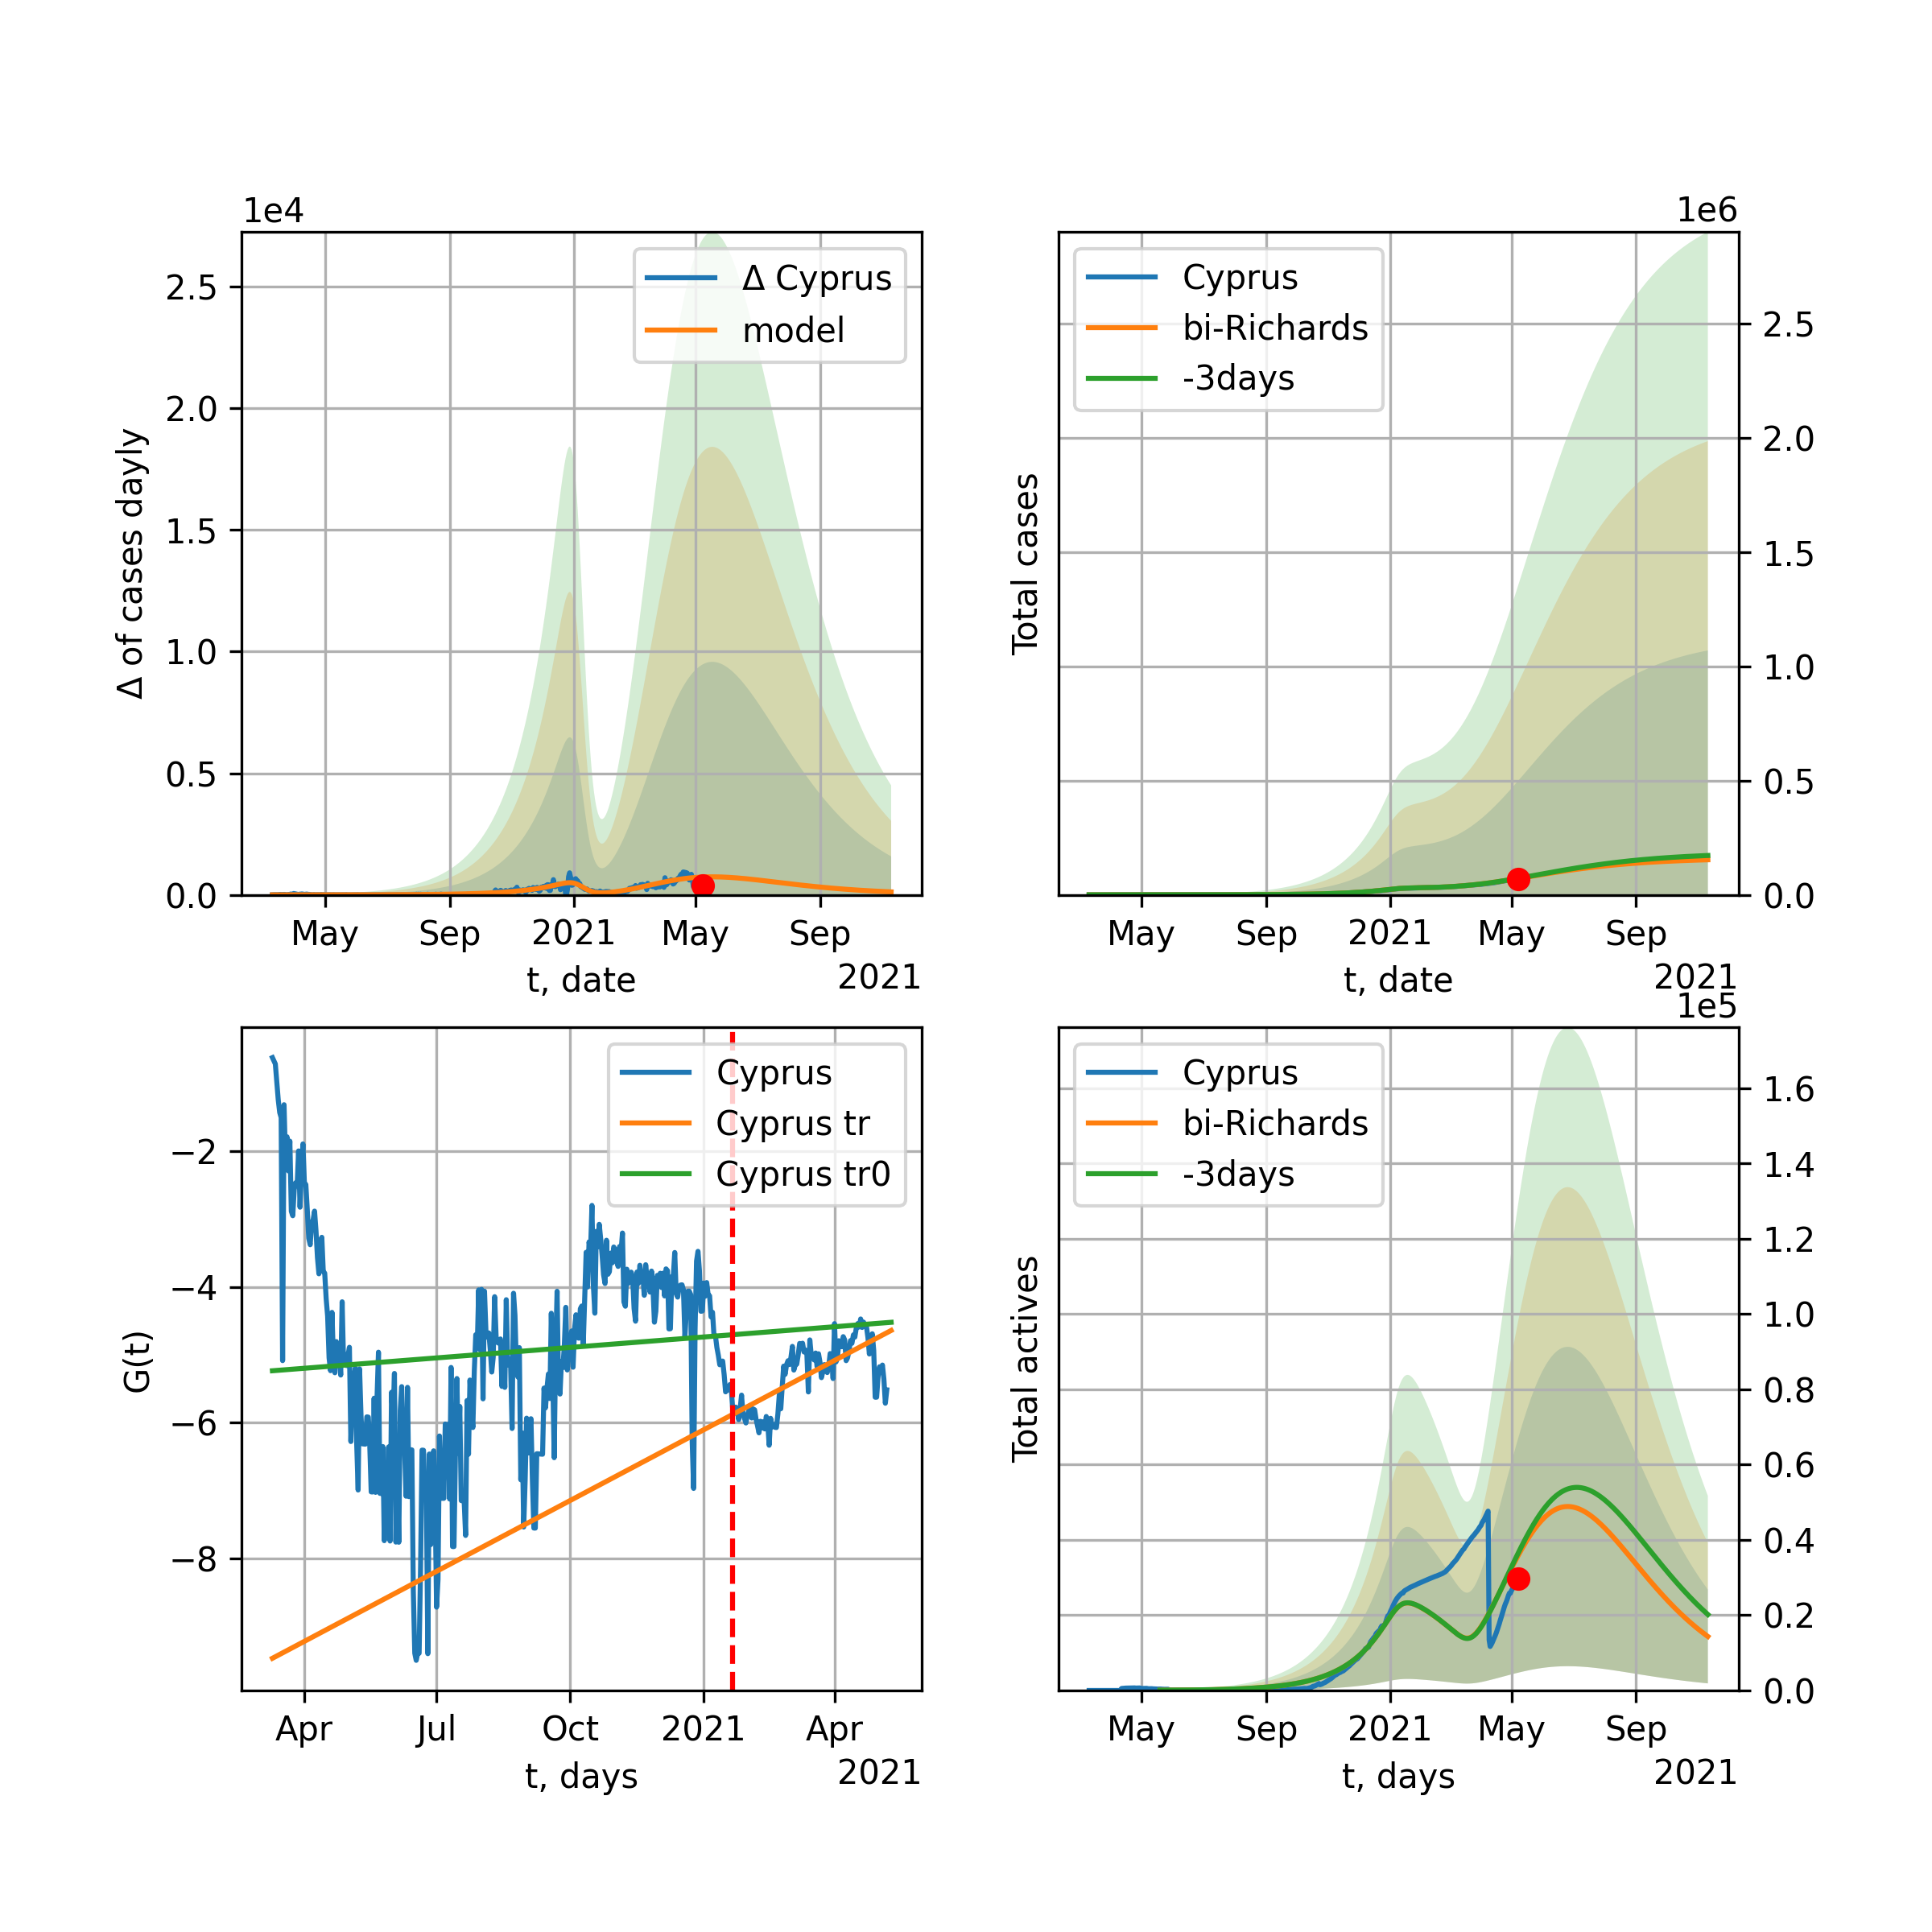 1e4
2.5
2.0
1.5
1.0
0.5
0.0
Δ of cases dayly
Δ Cyprus
model
May Sep 2021 May Sep
t, date
2021
1e6
Total cases
Cyprus
bi-Richards
-3days
2.5
2.0
1.5
1.0
0.5
0.0
May Sep 2021 May Sep
t, date
2021
G(t)
−2
−4
−6
−8
Cyprus
Cyprus tr
Cyprus tr0
Apr Jul Oct 2021 Apr
t, days
2021
1e5
Total actives
Cyprus
bi-Richards
-3days
1.6
1.4
1.2
1.0
0.8
0.6
0.4
0.2
0.0
May Sep 2021 May Sep
t, days
2021